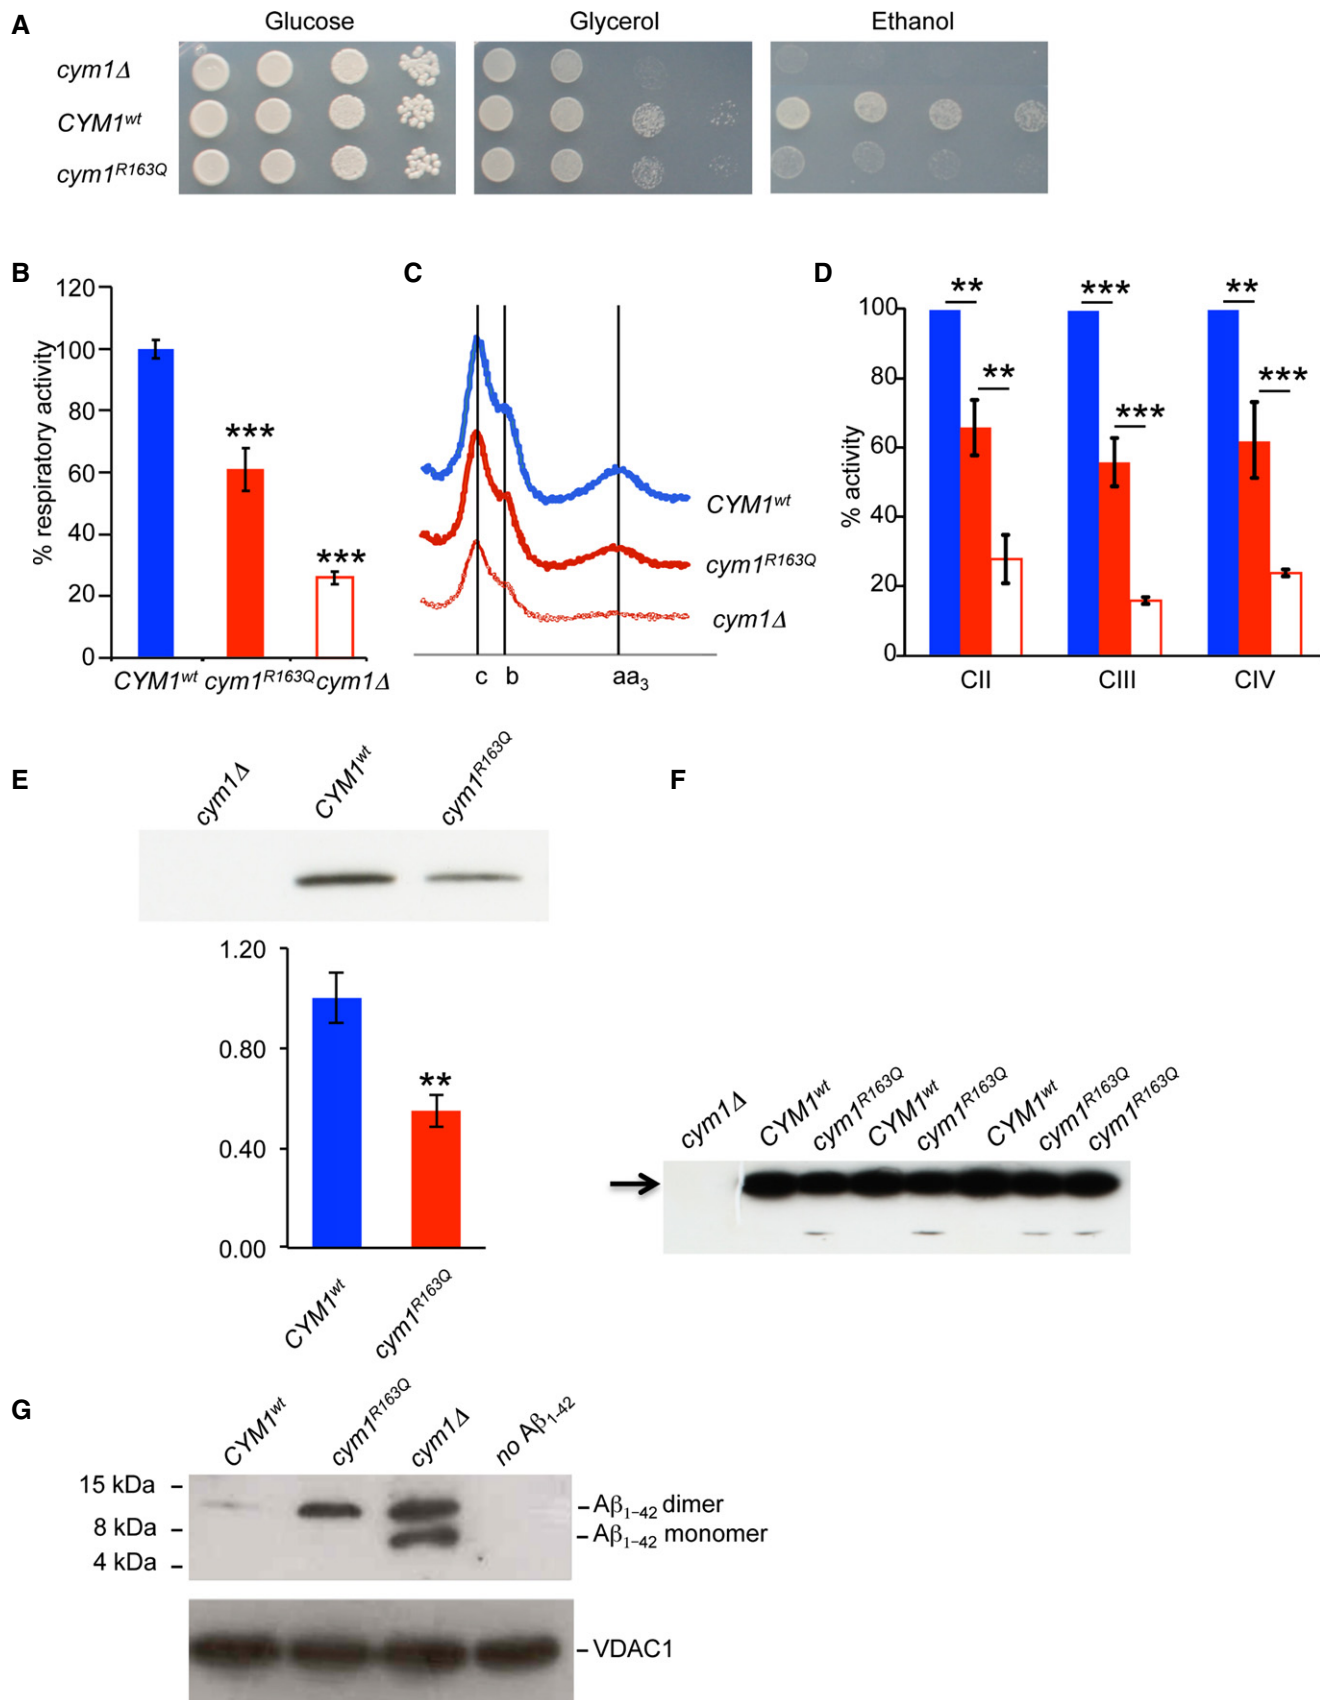 A
Glucose Glycerol Ethanol
cym1Δ
CYM1wt
cym1R163Q
B
% respiratory activity
120
100
80
60
40
20
0
***
***
CYM1wt cym1R163Q cym1Δ
C
CYM1wt
cym1R163Q
cym1Δ
c b aa3
D
% activity
100
80
60
40
20
0
** *** **
** *** ***
CII CIII CIV
E
cym1Δ CYM1wt cym1R163Q
1.20
0.80
0.40
0.00
**
CYM1wt cym1R163Q
F
cym1Δ CYM1wt cym1R163Q CYM1wt cym1R163Q CYM1wt cym1R163Q cym1R163Q
G
CYM1wt cym1R163Q cym1Δ no Aβ1–42
15 kDa
8 kDa
4 kDa
Aβ1–42 dimer
Aβ1–42 monomer
VDAC1